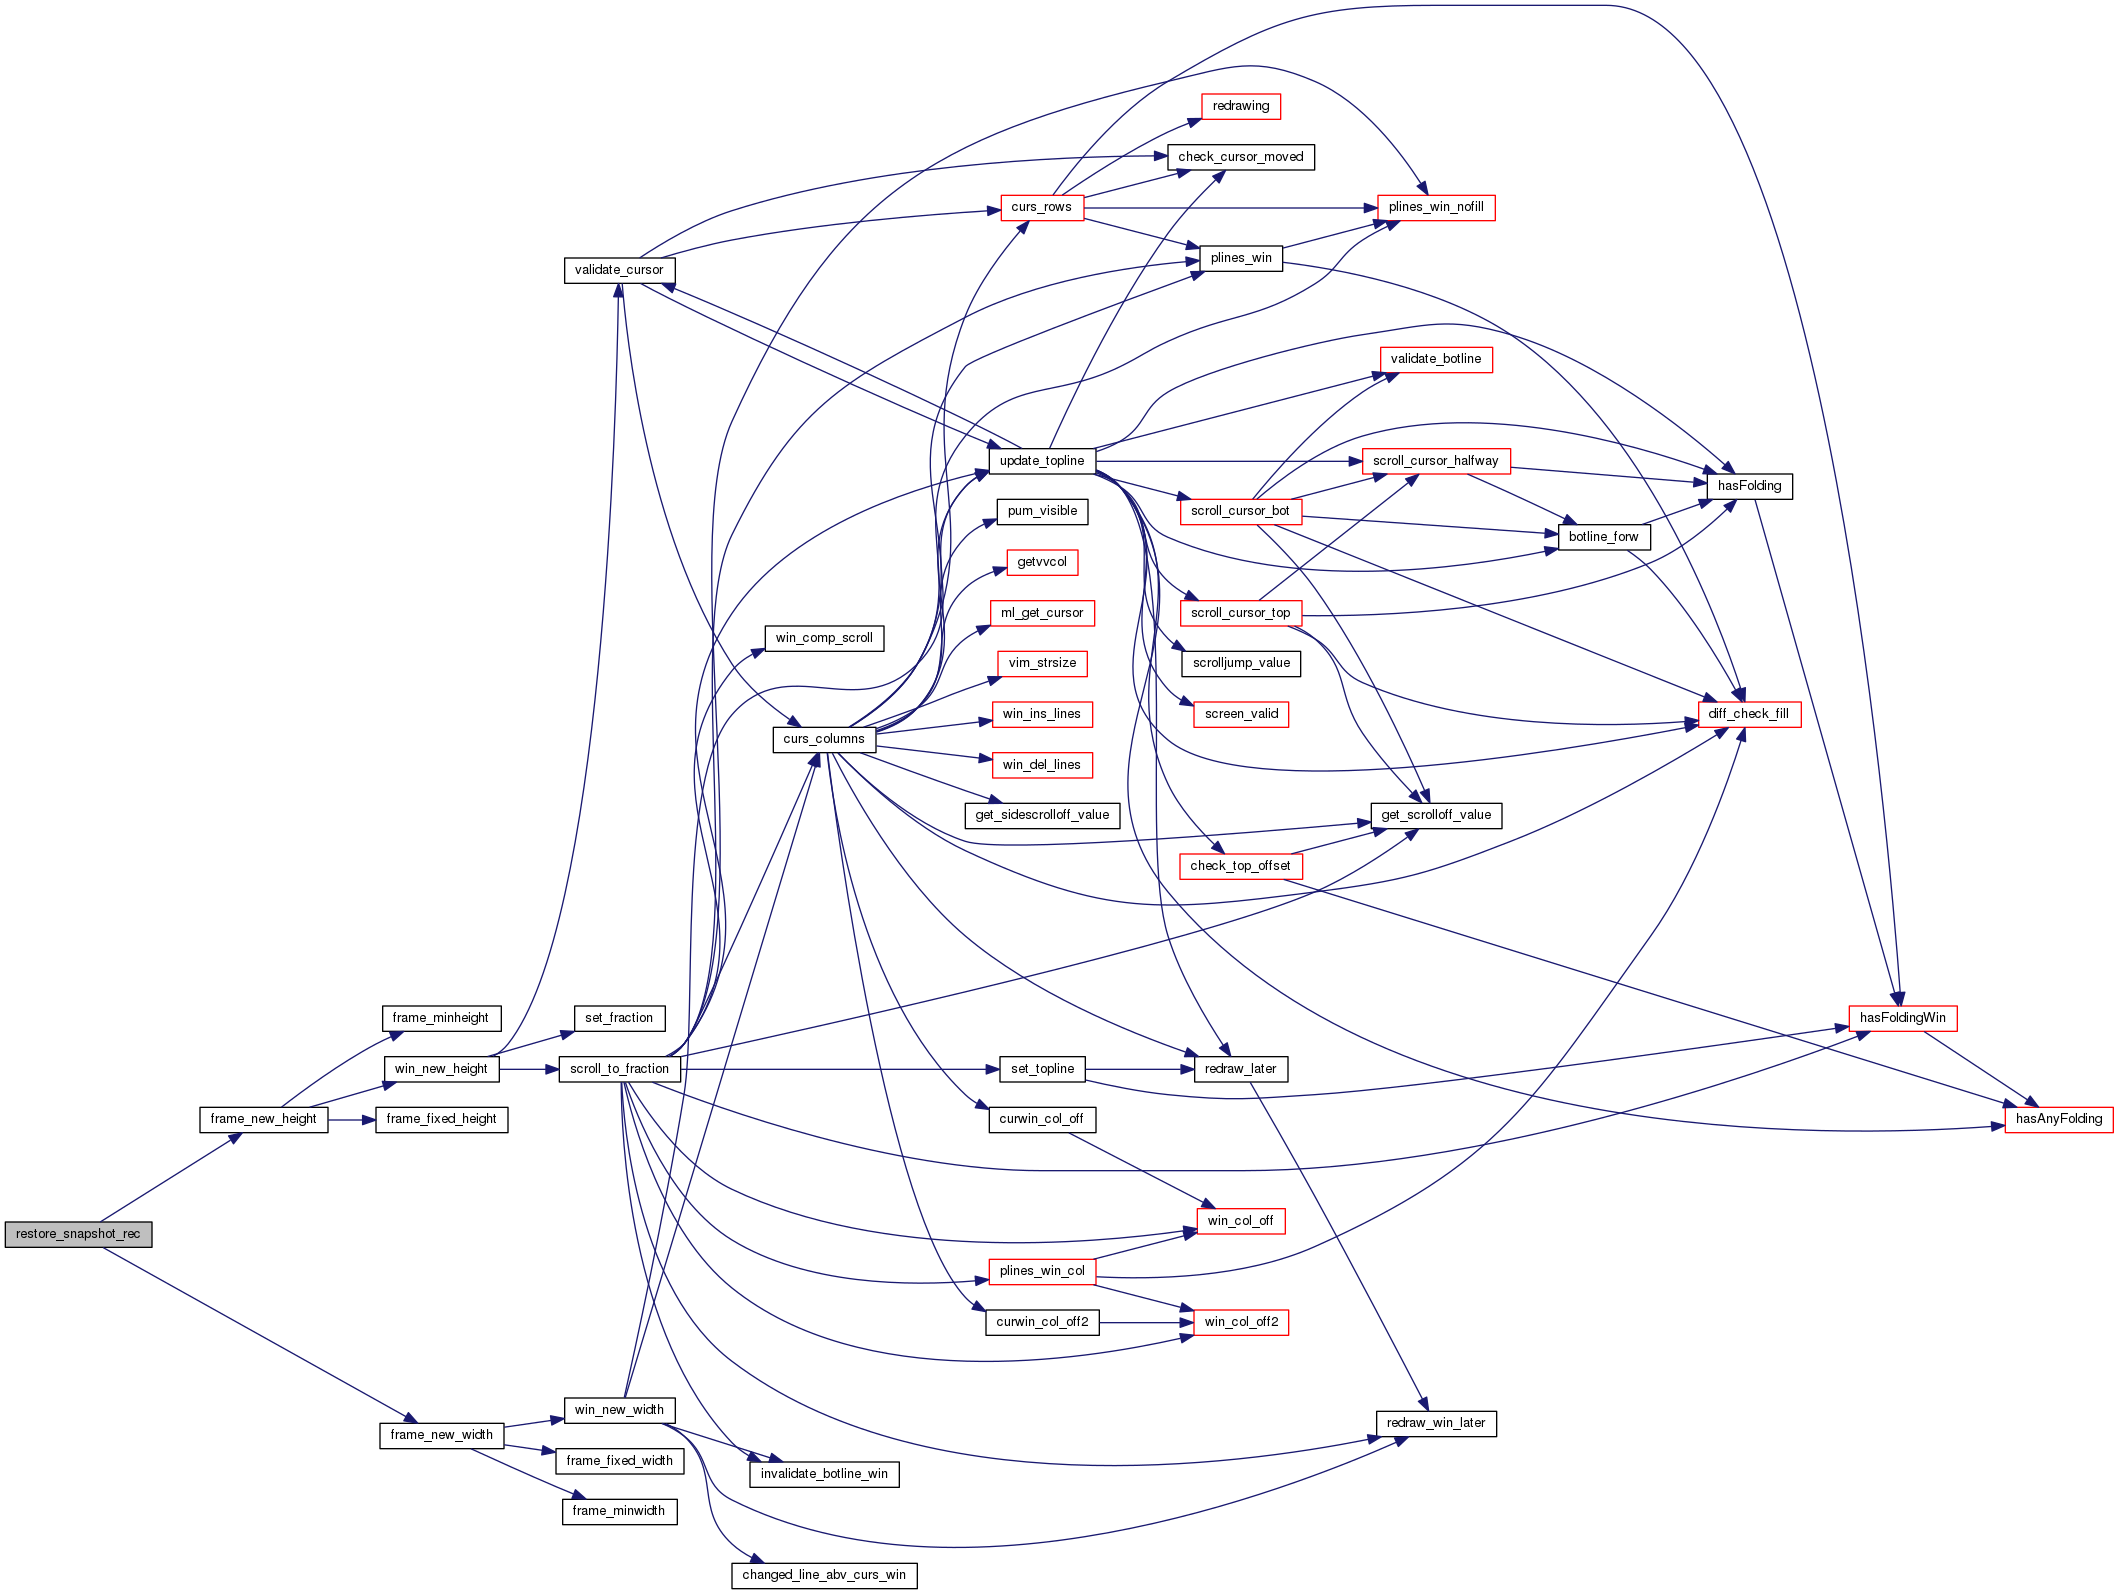 redrawing
check_cursor_moved
curs_rows
plines_win_nofill
plines_win
validate_cursor
validate_botline
update_topline
scroll_cursor_halfway
hasFolding
pum_visible
scroll_cursor_bot
botline_forw
getvvcol
ml_get_cursor
scroll_cursor_top
win_comp_scroll
vim_strsize
scrolljump_value
win_ins_lines
screen_valid
diff_check_fill
curs_columns
win_del_lines
get_sidescrolloff_value
get_scrolloff_value
check_top_offset
frame_minheight
set_fraction
hasFoldingWin
win_new_height
scroll_to_fraction
set_topline
redraw_later
frame_new_height
frame_fixed_height
curwin_col_off
hasAnyFolding
restore_snapshot_rec
win_col_off
plines_win_col
curwin_col_off2
win_col_off2
win_new_width
redraw_win_later
frame_new_width
frame_fixed_width
invalidate_botline_win
frame_minwidth
changed_line_abv_curs_win